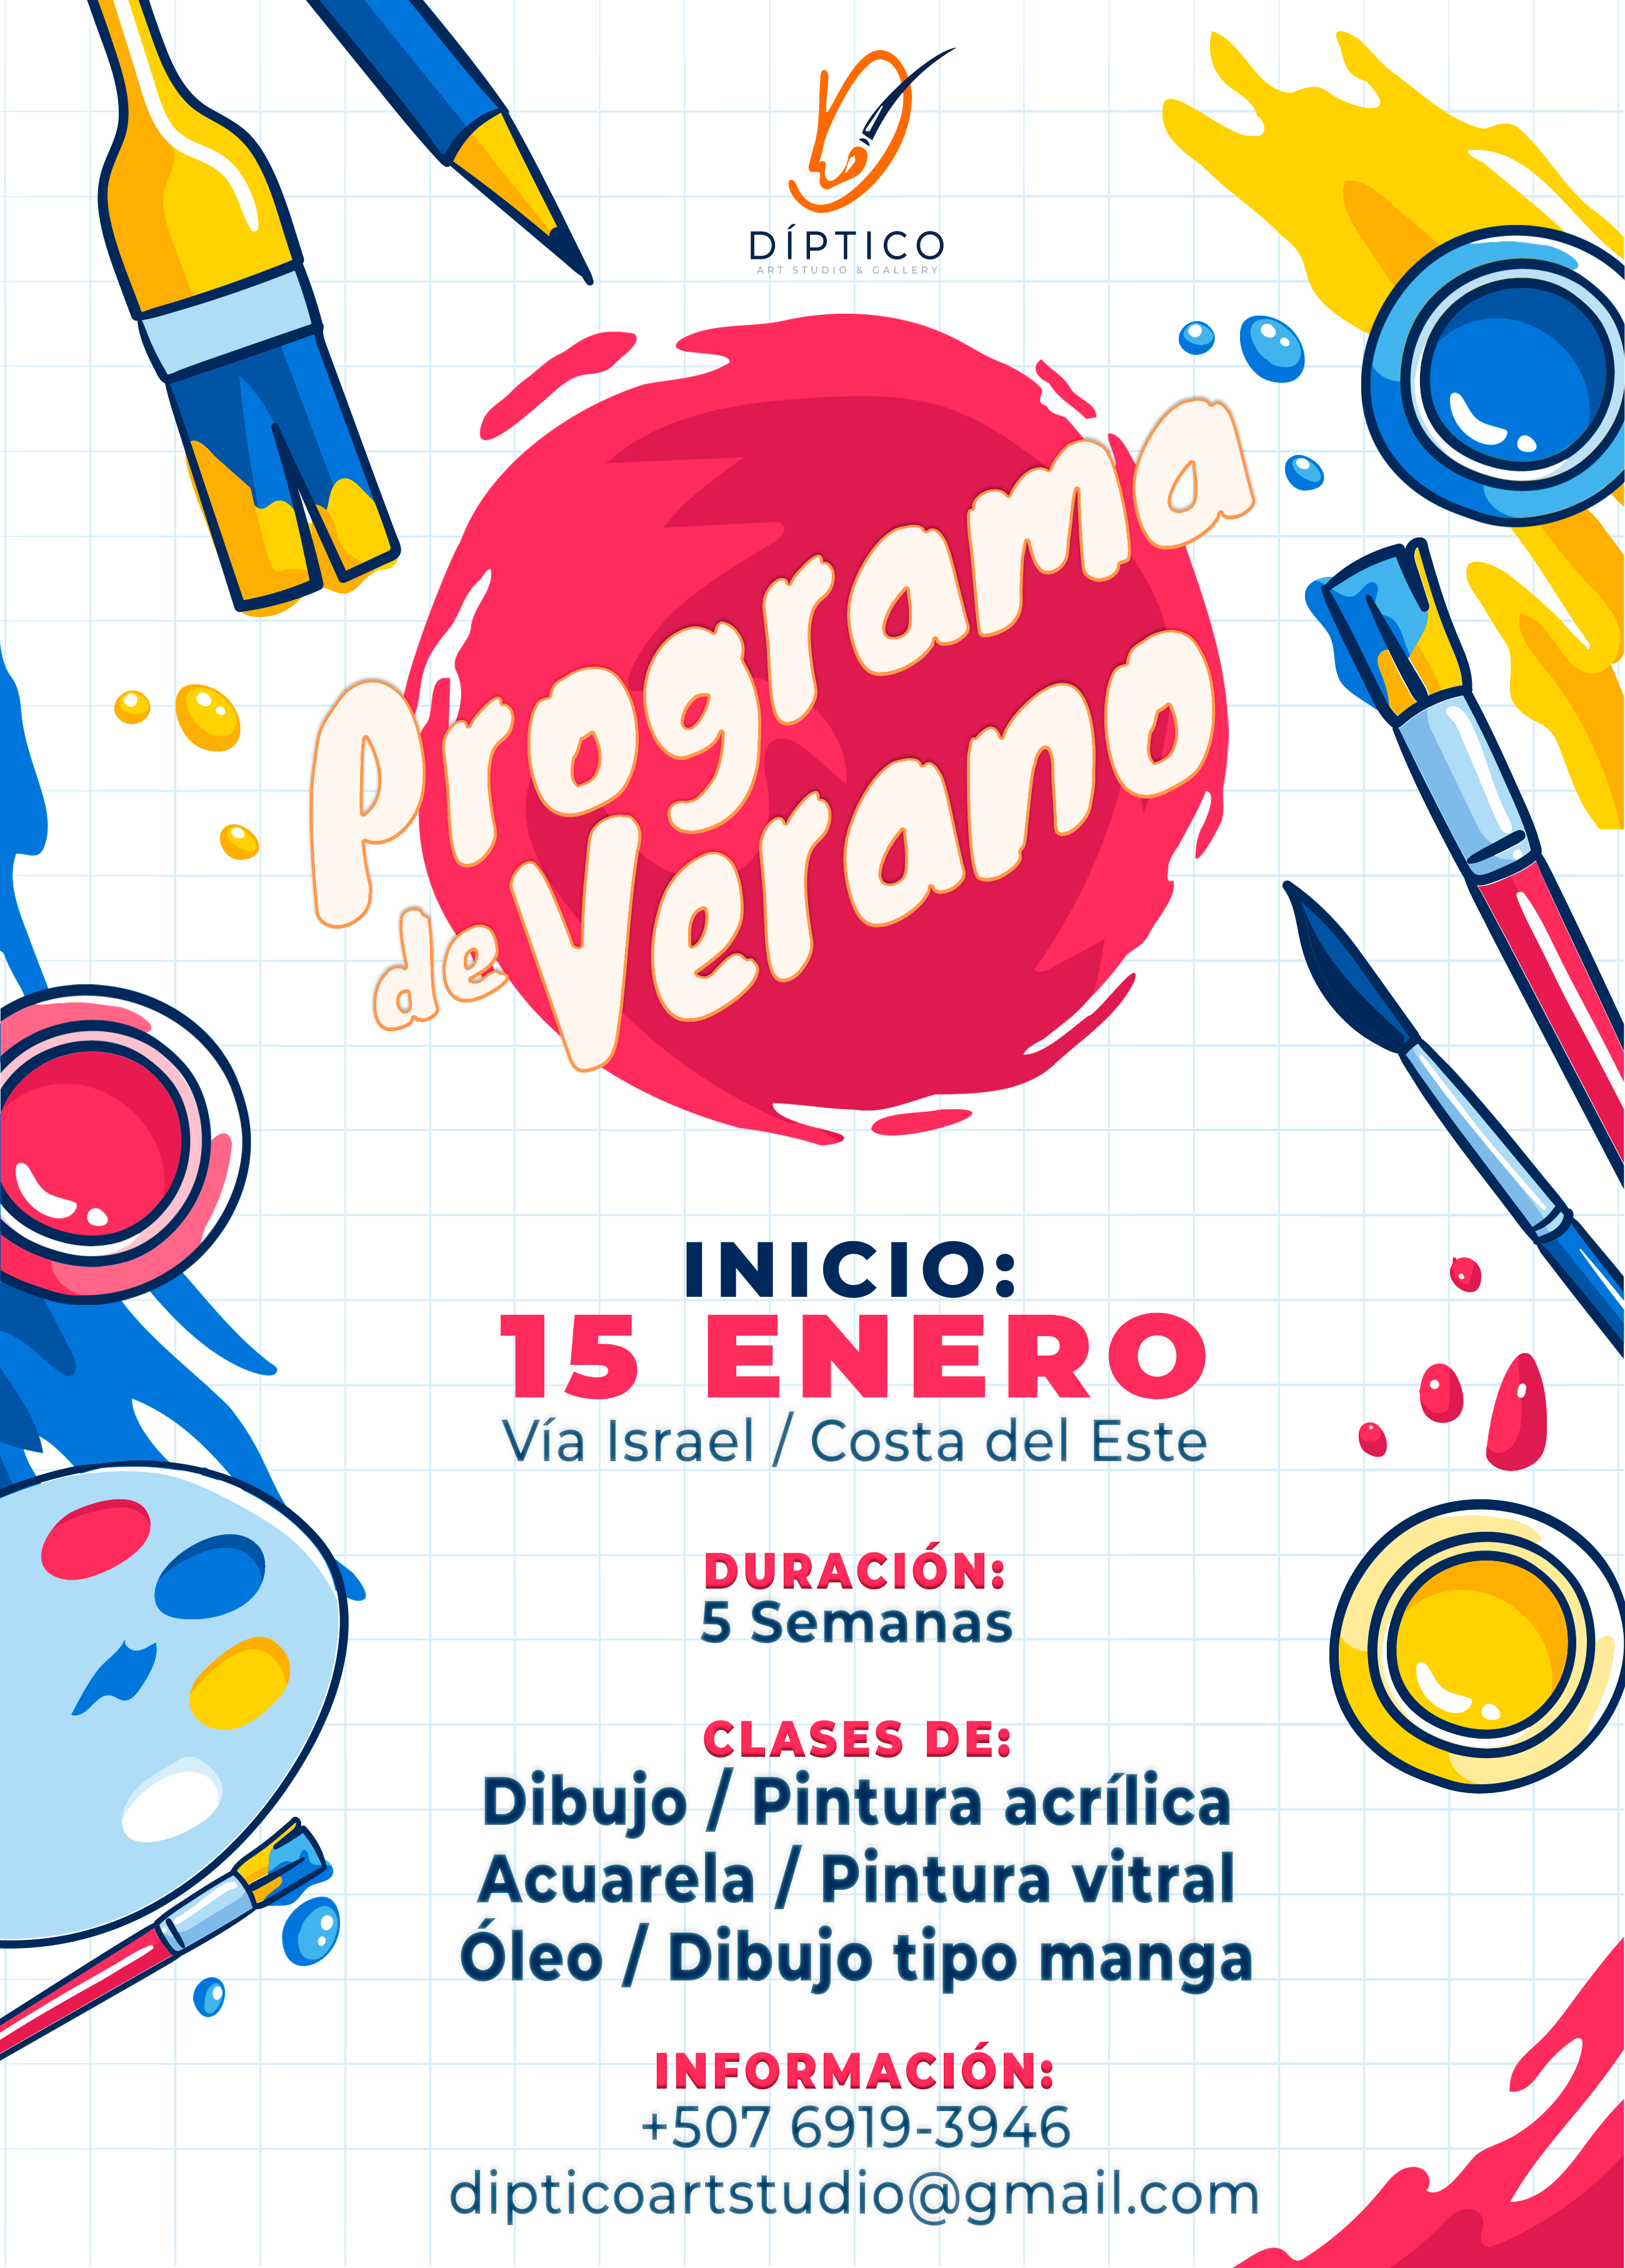 DÍPTICO
ART STUDIO & GALLERY
Programa
de Verano
INICIO:
15 ENERO
Vía Israel / Costa del Este
DURACIÓN:
5 Semanas
CLASES DE:
Dibujo / Pintura acrílica
Acuarela / Pintura vitral
Óleo / Dibujo tipo manga
INFORMACIÓN:
+507 6919-3946
dipticoartstudio@gmail.com